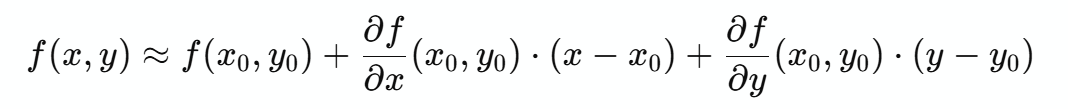 f(x, y) ≈ f(x₀, y₀) + ∂f/∂x (x₀, y₀) · (x − x₀) + ∂f/∂y (x₀, y₀) · (y − y₀)